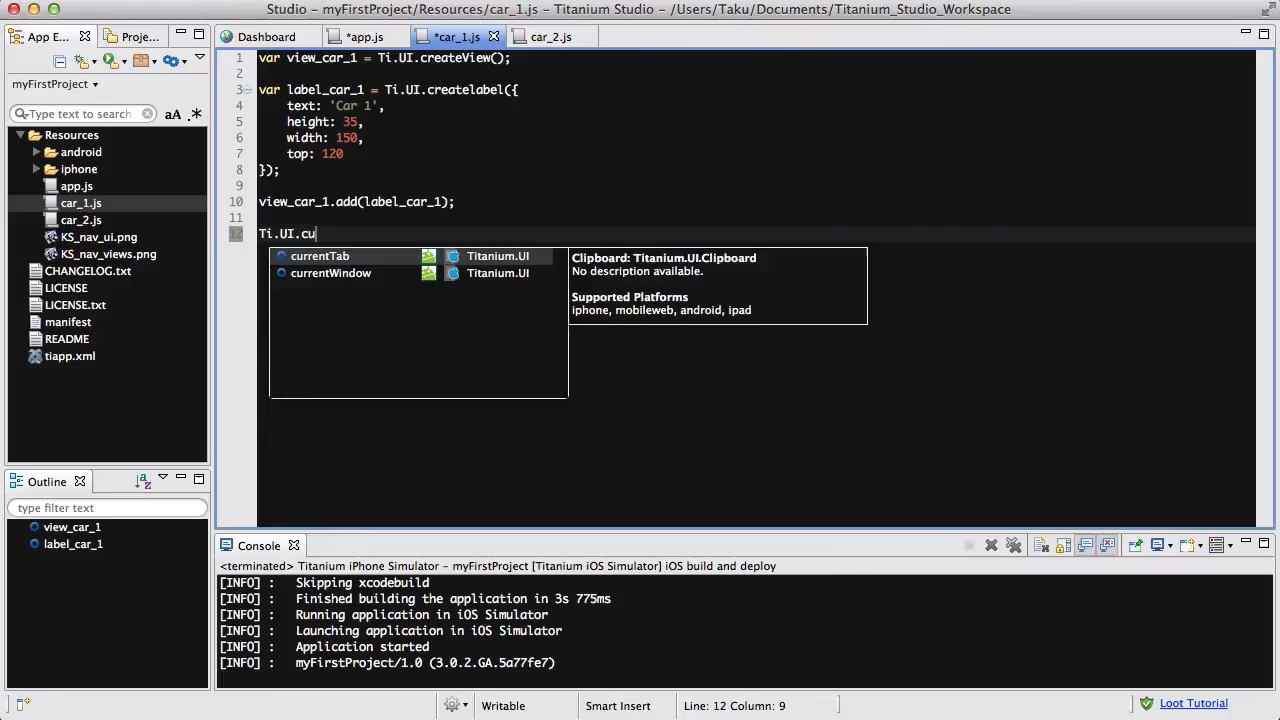 Studio - myFirstProject/Resources/car_1.js - Titanium Studio - /Users/Taku/Documents/Titanium_Studio_Workspace
App E...
Proje...
Dashboard
*app.js
*car_1.js
car_2.js
myFirstProject
Type text to search
aA .*
Resources
android
iphone
app.js
car_1.js
car_2.js
KS_nav_ui.png
KS_nav_views.png
CHANGELOG.txt
LICENSE
LICENSE.txt
manifest
README
tiapp.xml
1 var view_car_1 = Ti.UI.createView();
2
3 var label_car_1 = Ti.UI.createlabel({
4 text: 'Car 1',
5 height: 35,
6 width: 150,
7 top: 120
8 });
9
10 view_car_1.add(label_car_1);
11
12 Ti.UI.cu
currentTab Titanium.UI
currentWindow Titanium.UI
Clipboard: Titanium.UI.Clipboard
No description available.
Supported Platforms
iphone, mobileweb, android, ipad
Outline
type filter text
view_car_1
label_car_1
Console
<terminated> Titanium iPhone Simulator - myFirstProject [Titanium iOS Simulator] iOS build and deploy
[INFO] : Skipping xcodebuild
[INFO] : Finished building the application in 3s 775ms
[INFO] : Running application in iOS Simulator
[INFO] : Launching application in iOS Simulator
[INFO] : Application started
[INFO] : myFirstProject/1.0 (3.0.2.GA.5a77fe7)
Writable
Smart Insert
Line: 12 Column: 9
Loot Tutorial